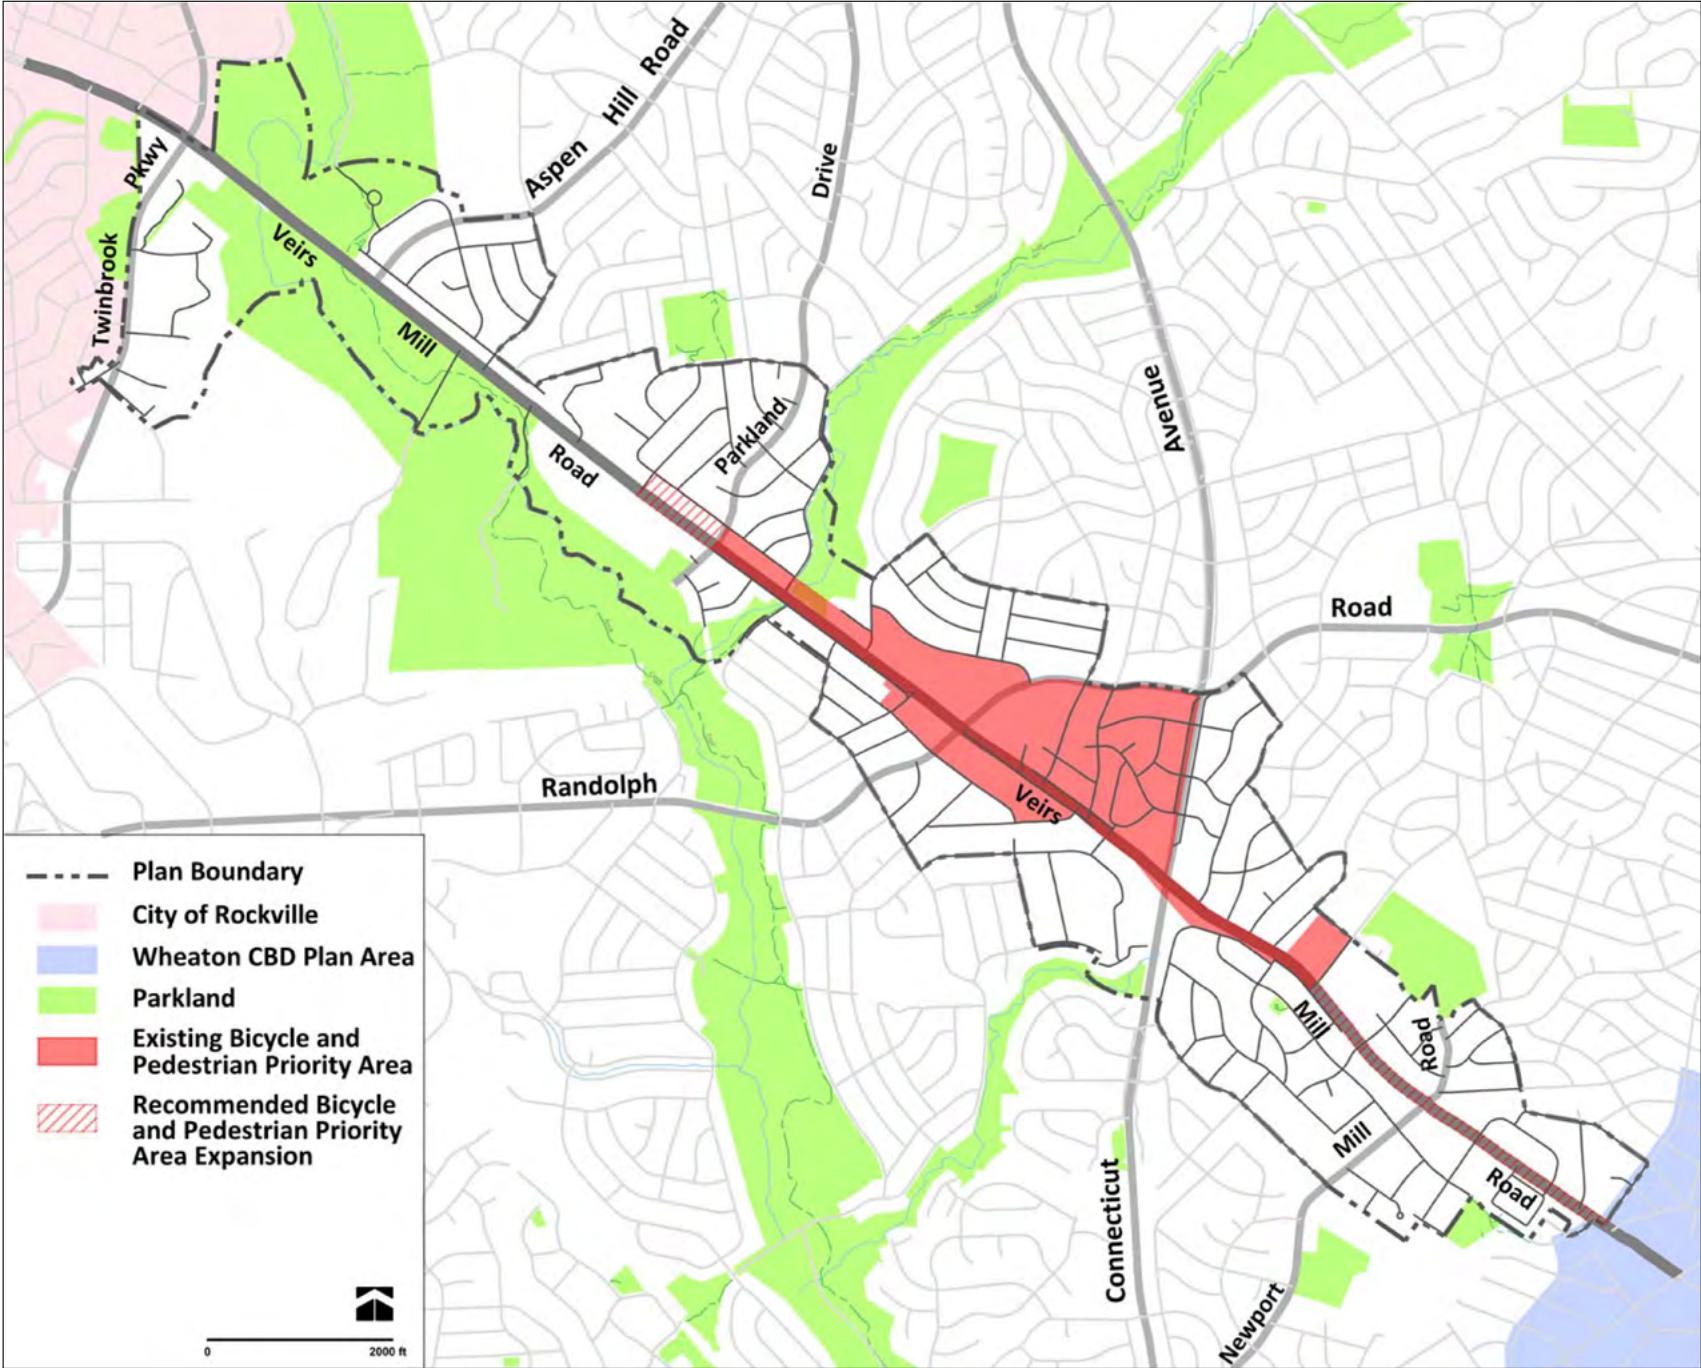 Aspen
Hill
Road
Drive
Pkwy
Twinbrook
Veirs
Mill
Road
Parkland
Avenue
Road
Randolph
Veirs
Mill
Road
Mill
Road
Connecticut
Newport
Plan Boundary
City of Rockville
Wheaton CBD Plan Area
Parkland
Existing Bicycle and
Pedestrian Priority Area
Recommended Bicycle
and Pedestrian Priority
Area Expansion
0 2000 ft